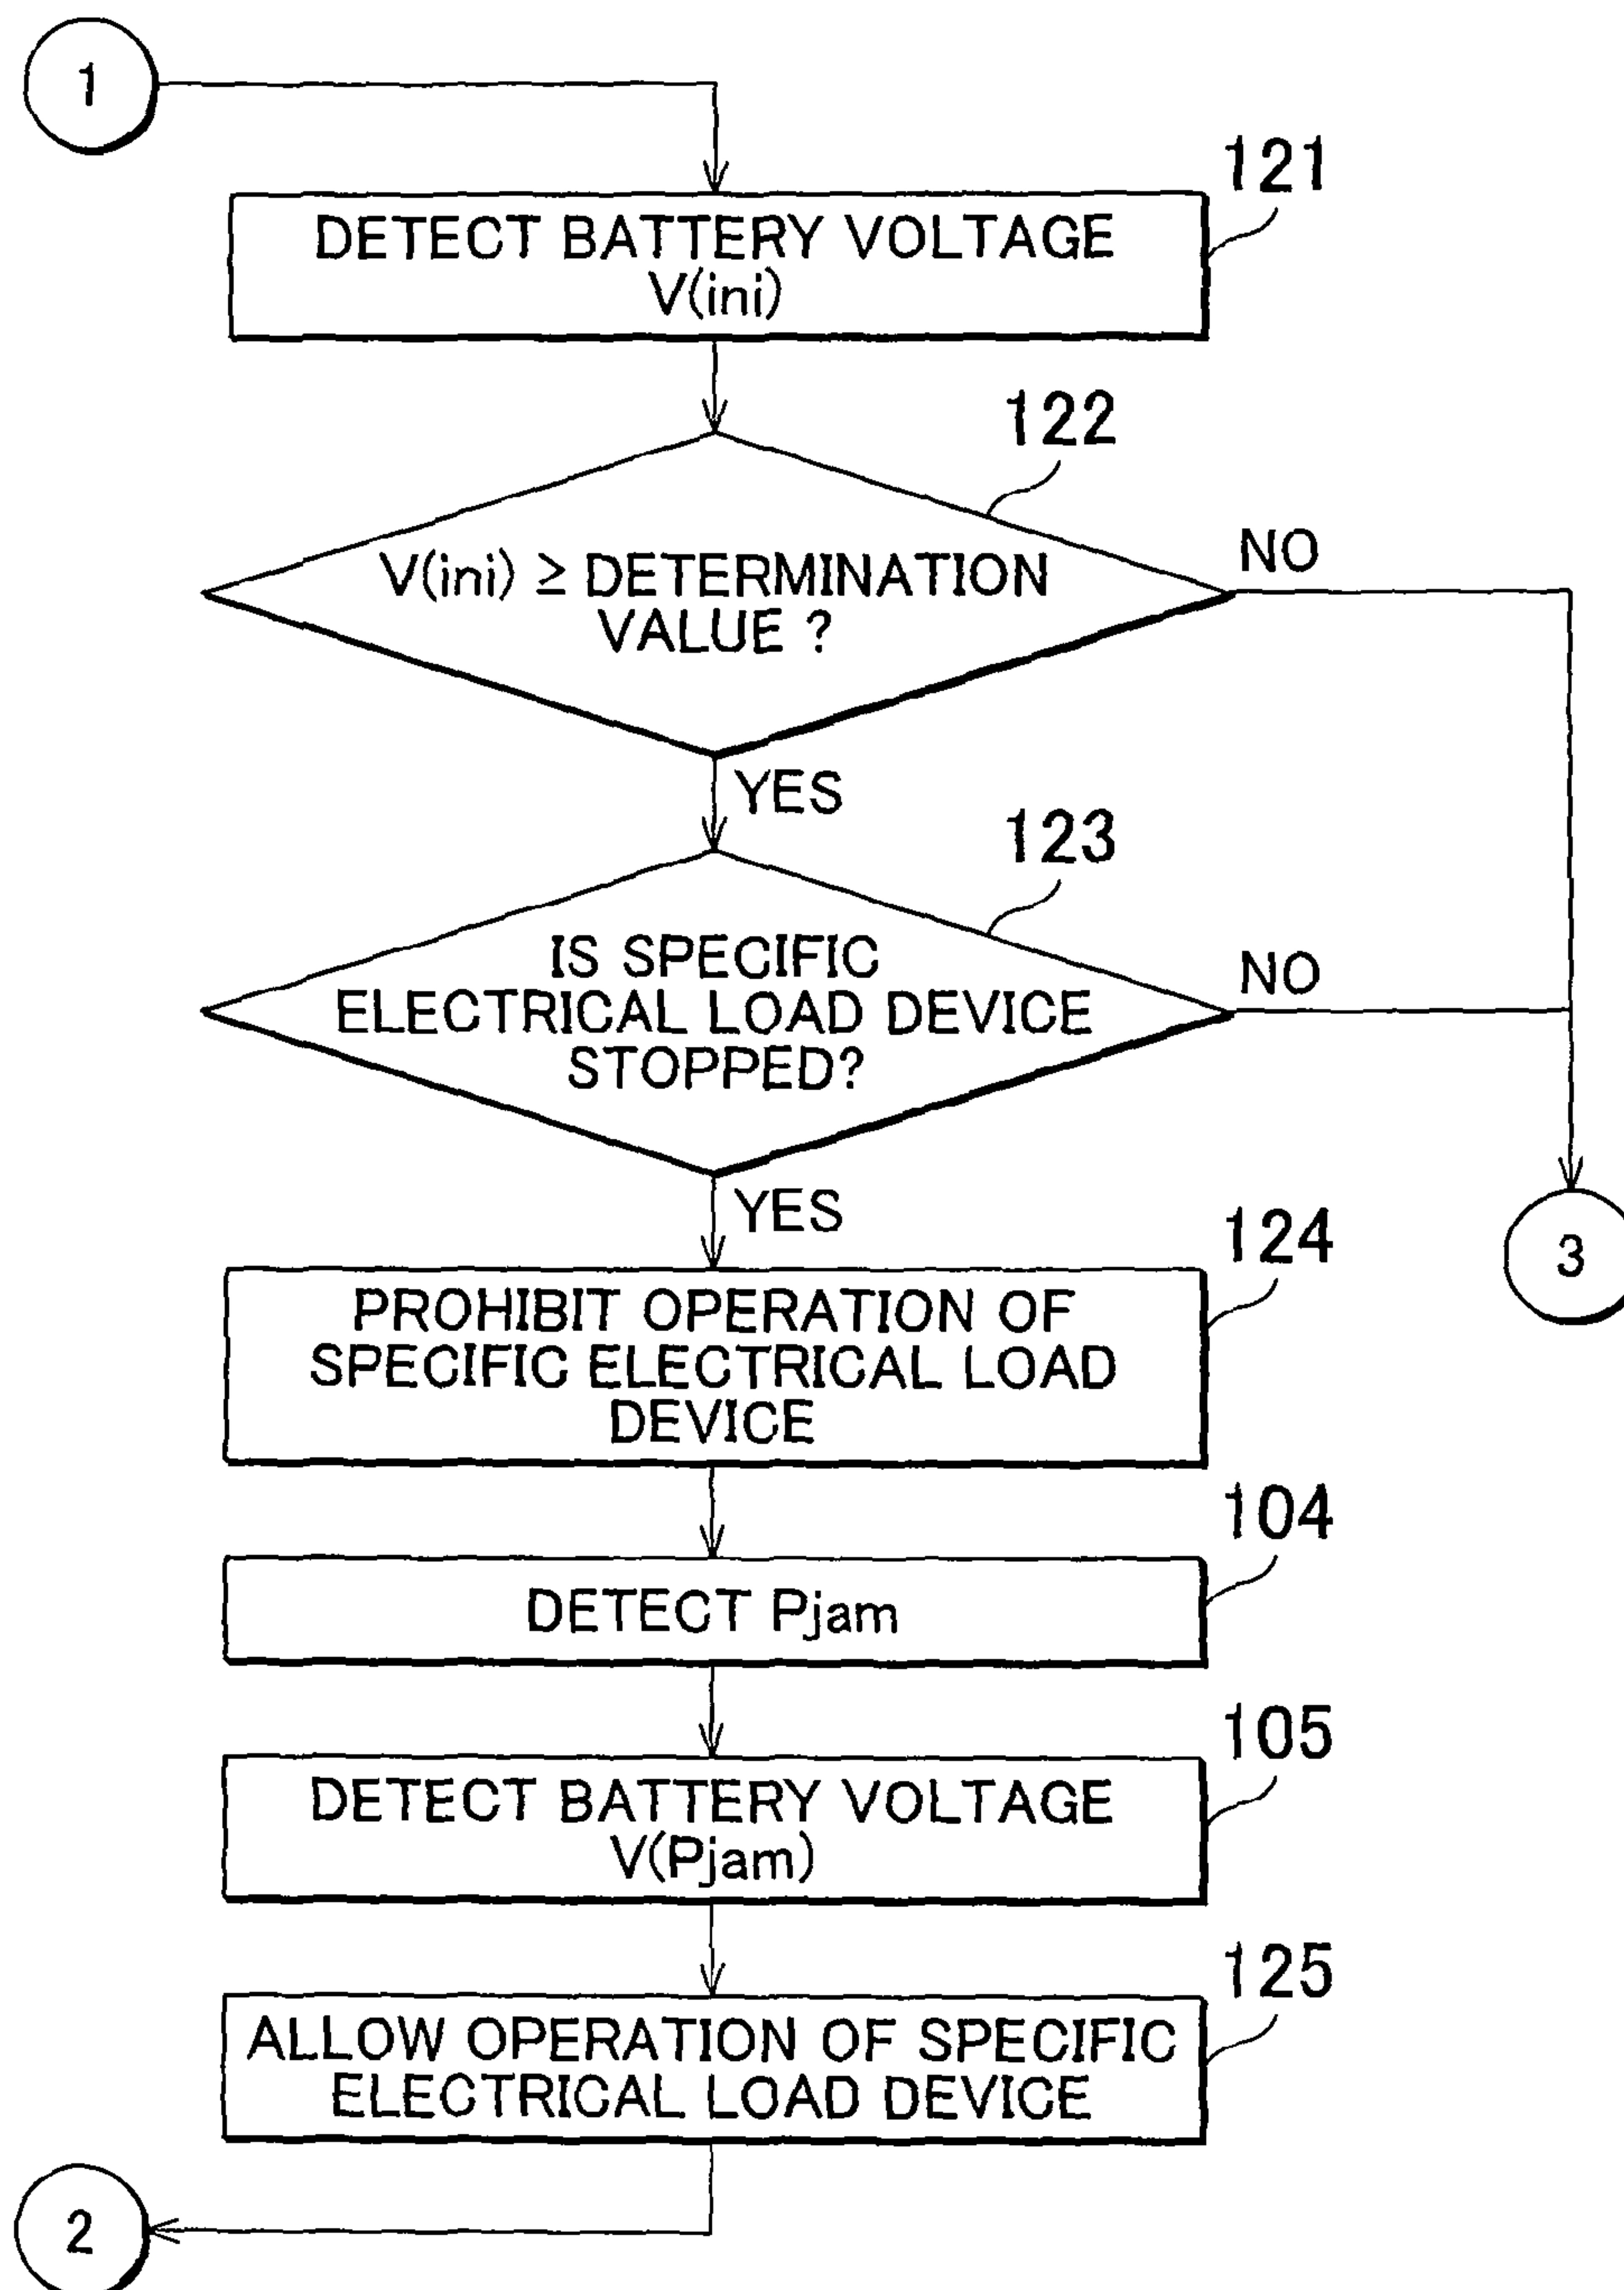 1
121
DETECT BATTERY VOLTAGE
V(ini)
122
V(ini) ≥ DETERMINATION
VALUE ?
NO
YES
123
IS SPECIFIC
ELECTRICAL LOAD DEVICE
STOPPED?
NO
YES
3
124
PROHIBIT OPERATION OF
SPECIFIC ELECTRICAL LOAD
DEVICE
104
DETECT Pjam
105
DETECT BATTERY VOLTAGE
V(Pjam)
125
ALLOW OPERATION OF SPECIFIC
ELECTRICAL LOAD DEVICE
2